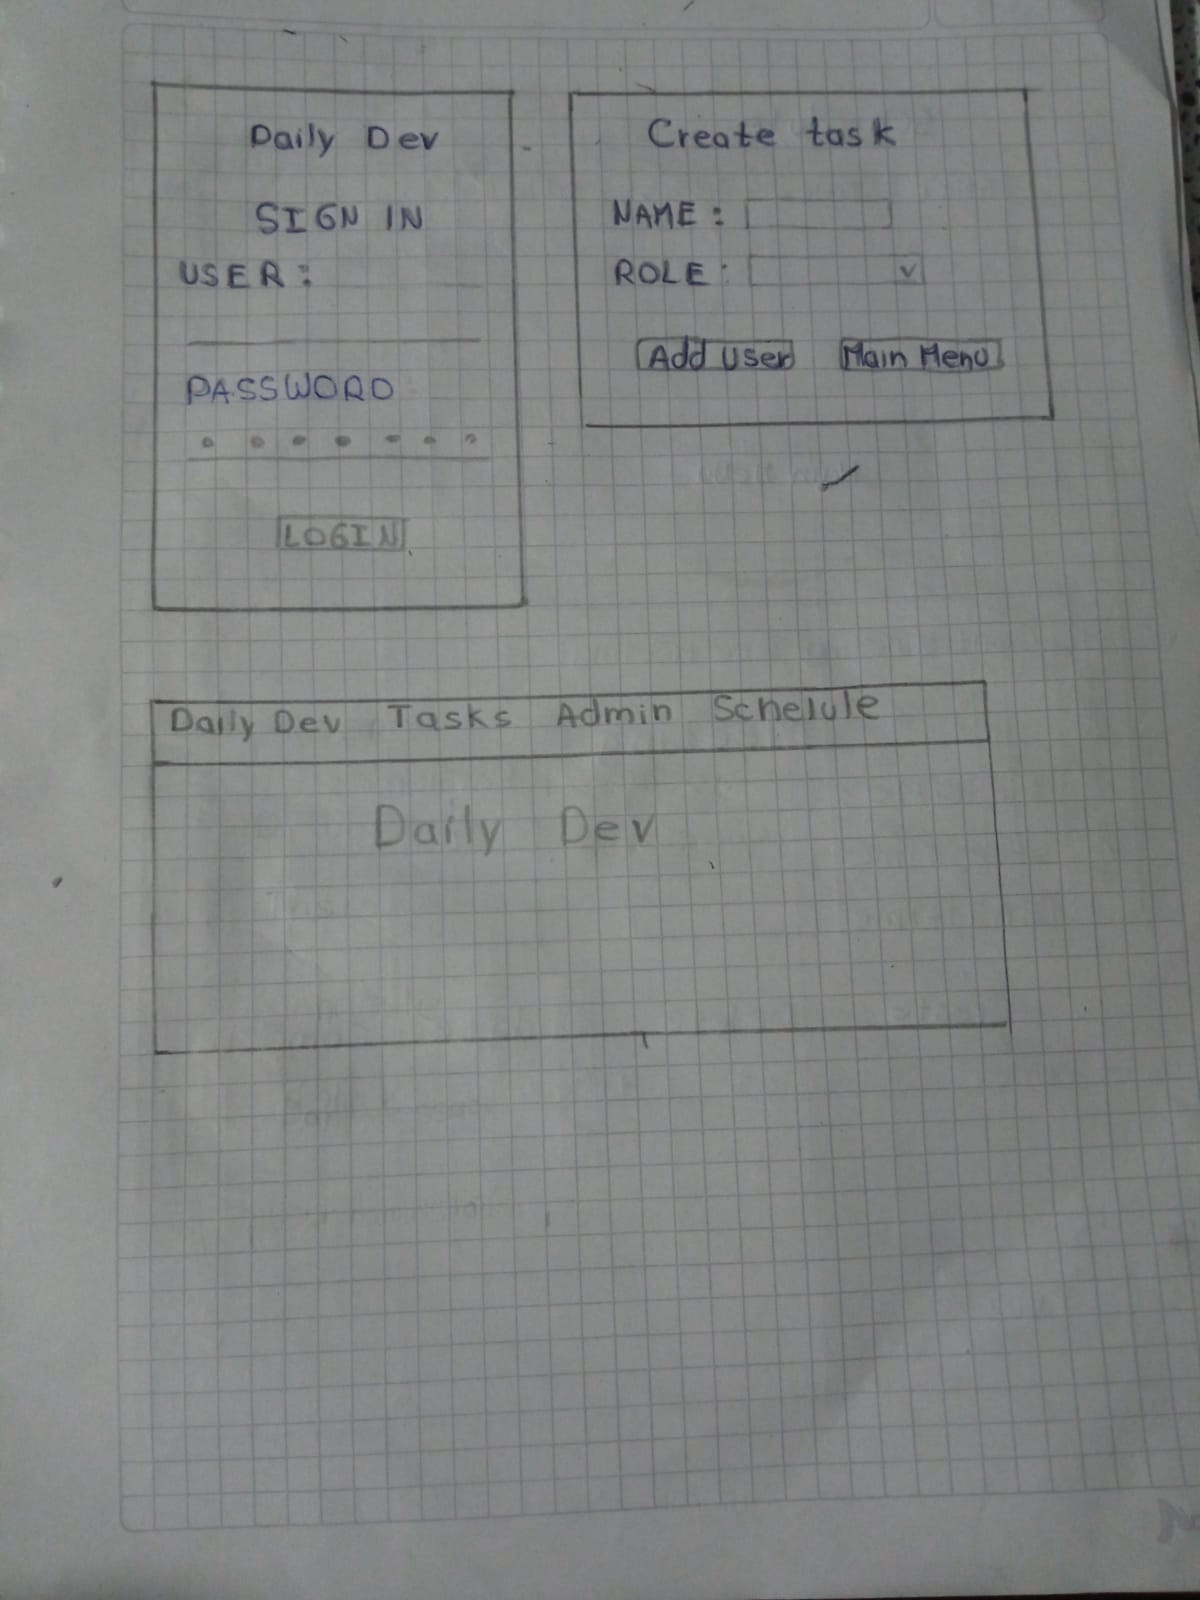 Daily Dev
SIGN IN
USER:
PASSWORD
LOGIN
Create task
NAME:
ROLE:
Add User Main Menu
Daily Dev Tasks Admin Schelule
Daily Dev